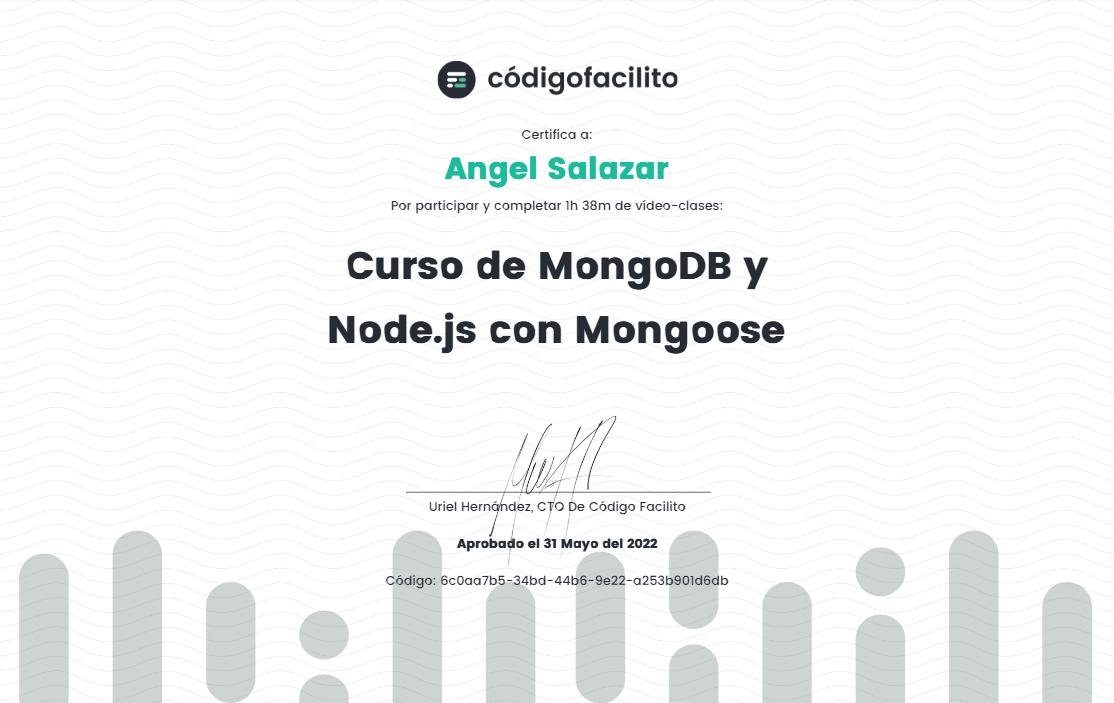 códigofacilito
Certifica a:
Angel Salazar
Por participar y completar 1h 38m de vídeo-clases:
Curso de MongoDB y
Node.js con Mongoose
Uriel Hernández, CTO De Código Facilito
Aprobado el 31 Mayo del 2022
Código: 6c0aa7b5-34bd-44b6-9e22-a253b901d6db